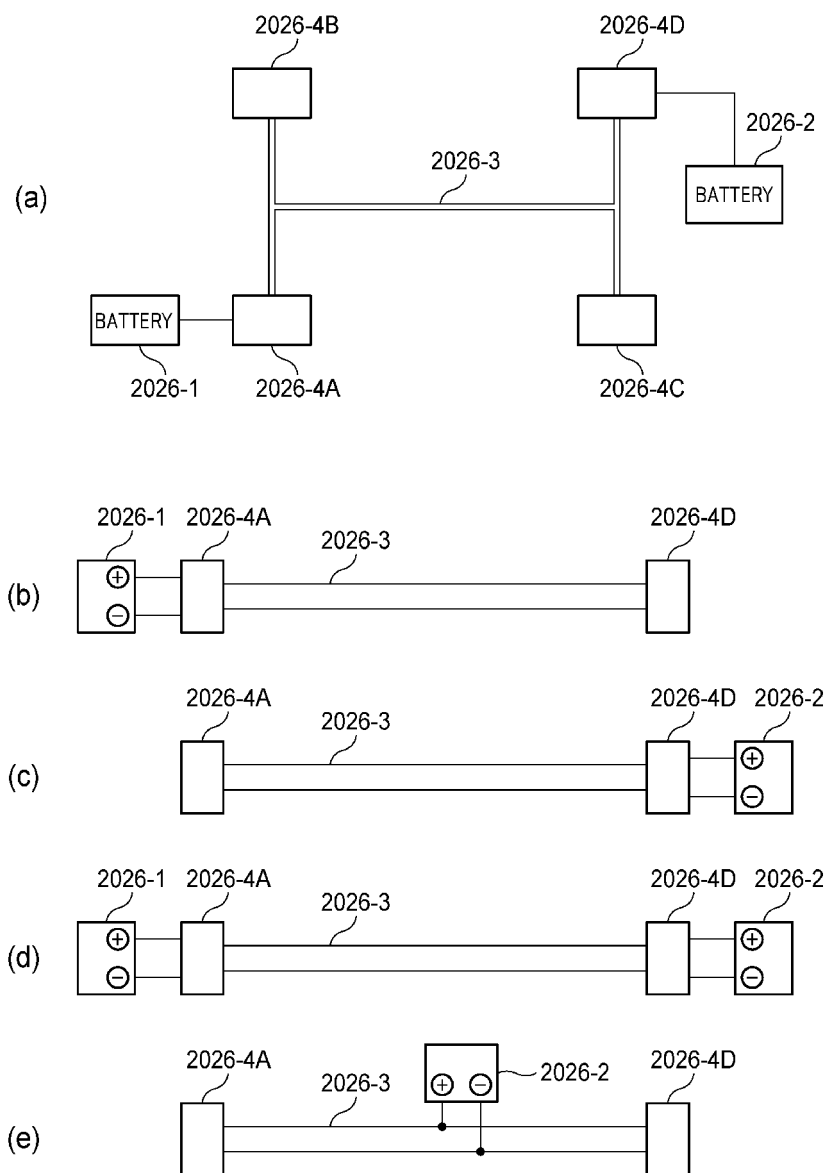 2026-4B 2026-4D
2026-2
2026-3
(a)
BATTERY
BATTERY
2026-1 2026-4A 2026-4C
2026-1 2026-4A 2026-4D
2026-3
+
(b)
−
2026-4A 2026-4D 2026-2
2026-3
+
(c)
−
2026-1 2026-4A 2026-4D 2026-2
2026-3
+ +
(d)
− −
2026-4A 2026-4D
2026-3 2026-2
+ −
(e)